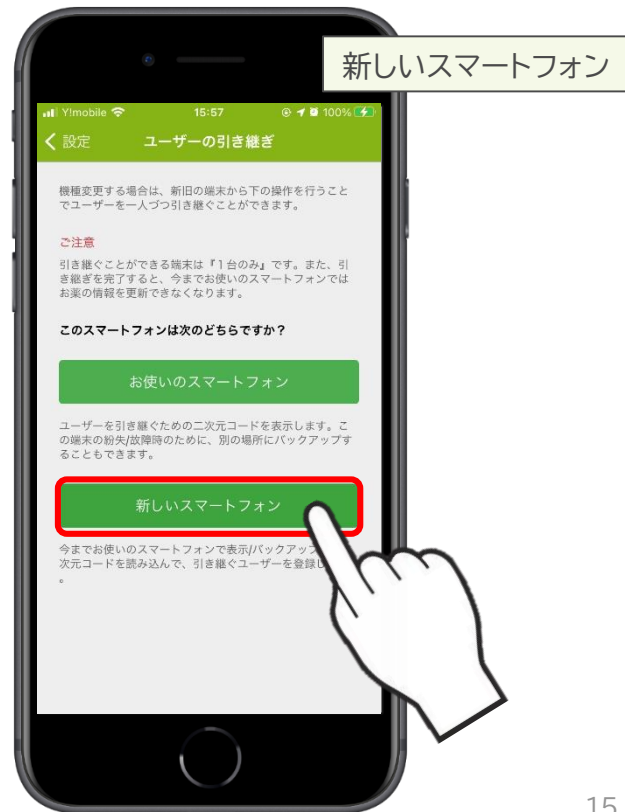 新しいスマートフォン
Y!mobile 15:57 100%
設定 ユーザーの引き継ぎ
機種変更する場合は、新旧の端末から下の操作を行うこと
でユーザーを一人づつ引き継ぐことができます。
ご注意
引き継ぐことができる端末は『1台のみ』です。また、引
き継ぎを完了すると、今までお使いのスマートフォンでは
お薬の情報を更新できなくなります。
このスマートフォンは次のどちらですか？
お使いのスマートフォン
ユーザーを引き継ぐための二次元コードを表示します。こ
の端末の紛失/故障時のために、別の場所にバックアップす
ることもできます。
新しいスマートフォン
今までお使いのスマートフォンで表示/バックアップ
次元コードを読み込んで、引き継ぐユーザーを登録し
。
15